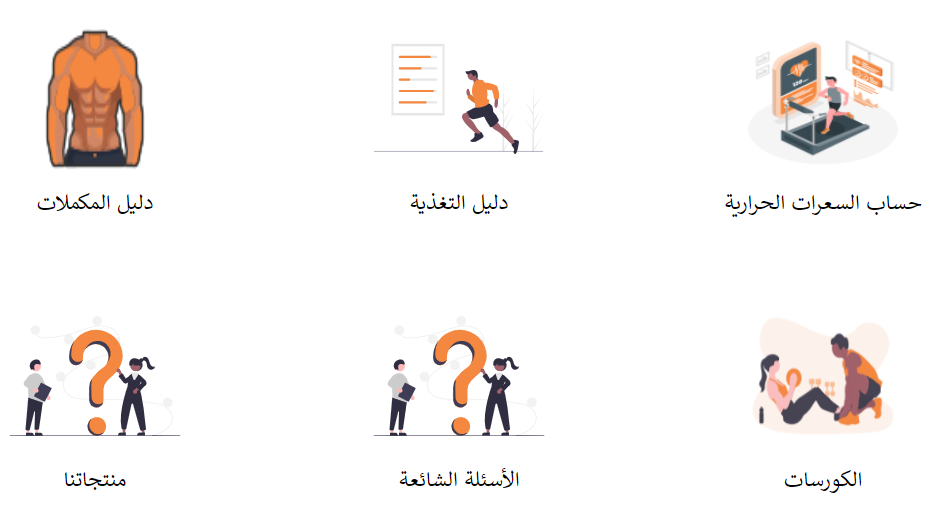 حساب السعرات الحرارية
دليل التغذية
دليل المكملات
الكورسات
الأسئلة الشائعة
منتجاتنا